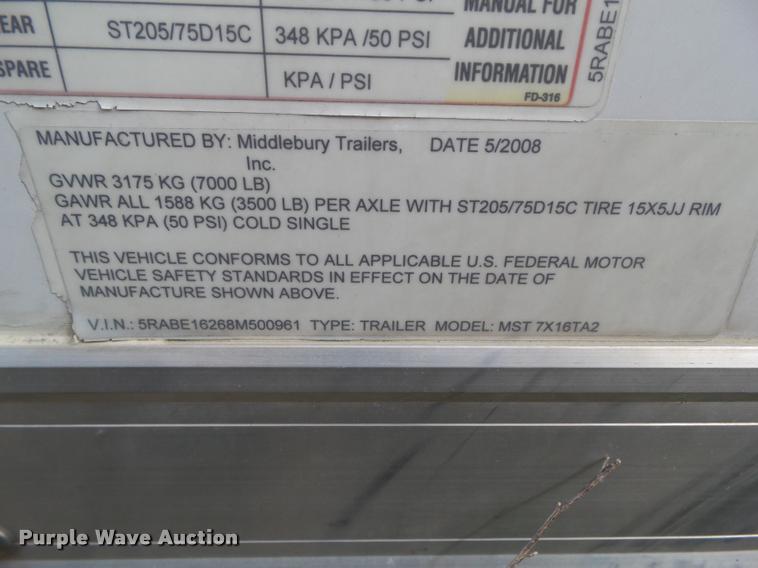 MANUAL FOR
EAR ST205/75D15C 348 KPA /50 PSI ADDITIONAL
SPARE KPA / PSI INFORMATION
FD-316
5RABE1
MANUFACTURED BY: Middlebury Trailers, Inc. DATE 5/2008
GVWR 3175 KG (7000 LB)
GAWR ALL 1588 KG (3500 LB) PER AXLE WITH ST205/75D15C TIRE 15X5JJ RIM
AT 348 KPA (50 PSI) COLD SINGLE
THIS VEHICLE CONFORMS TO ALL APPLICABLE U.S. FEDERAL MOTOR
VEHICLE SAFETY STANDARDS IN EFFECT ON THE DATE OF
MANUFACTURE SHOWN ABOVE.
V.I.N.: 5RABE16268M500961 TYPE: TRAILER MODEL: MST 7X16TA2
Purple Wave Auction